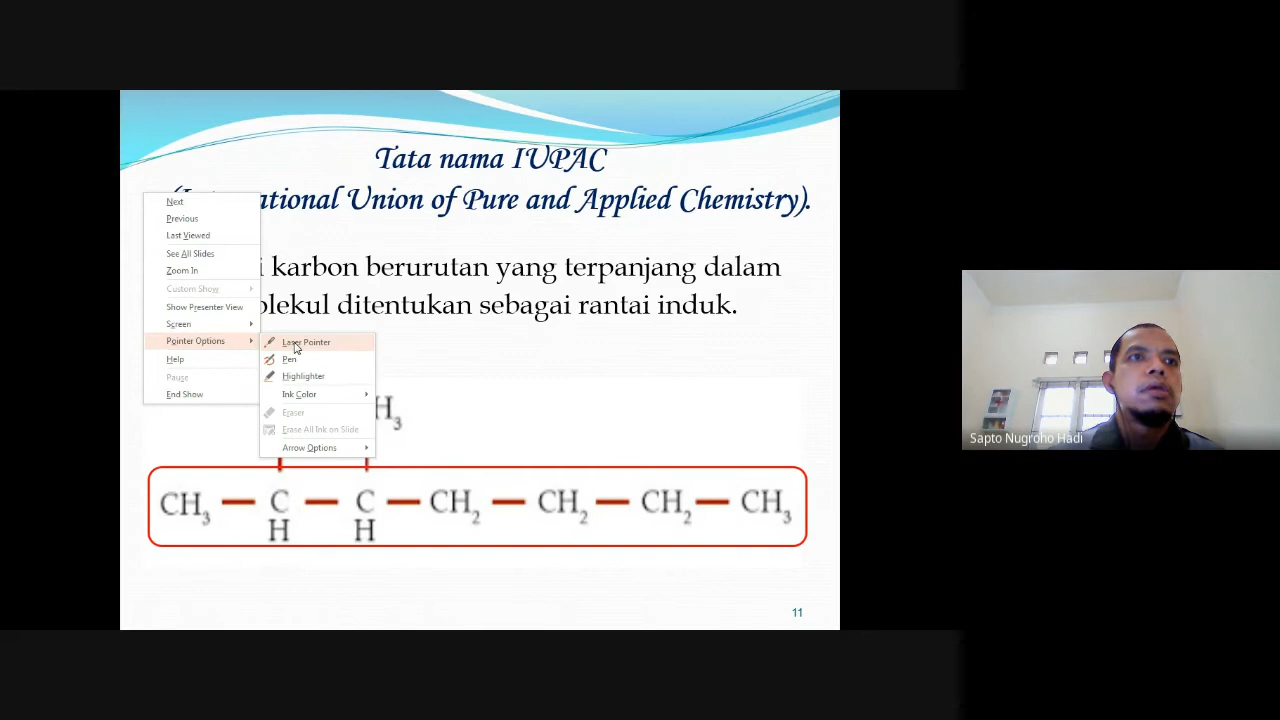 Tata nama IUPAC
ational Union of Pure and Applied Chemistry).
i karbon berurutan yang terpanjang dalam
olekul ditentukan sebagai rantai induk.
Next
Previous
Last Viewed
See All Slides
Zoom In
Custom Show
Show Presenter View
Screen
Pointer Options
Help
Pause
End Show
Laser Pointer
Pen
Highlighter
Ink Color
Eraser
Erase All Ink on Slide
Arrow Options
H3
CH3 — C — C — CH2 — CH2 — CH2 — CH3
H H
11
Sapto Nugroho Hadi